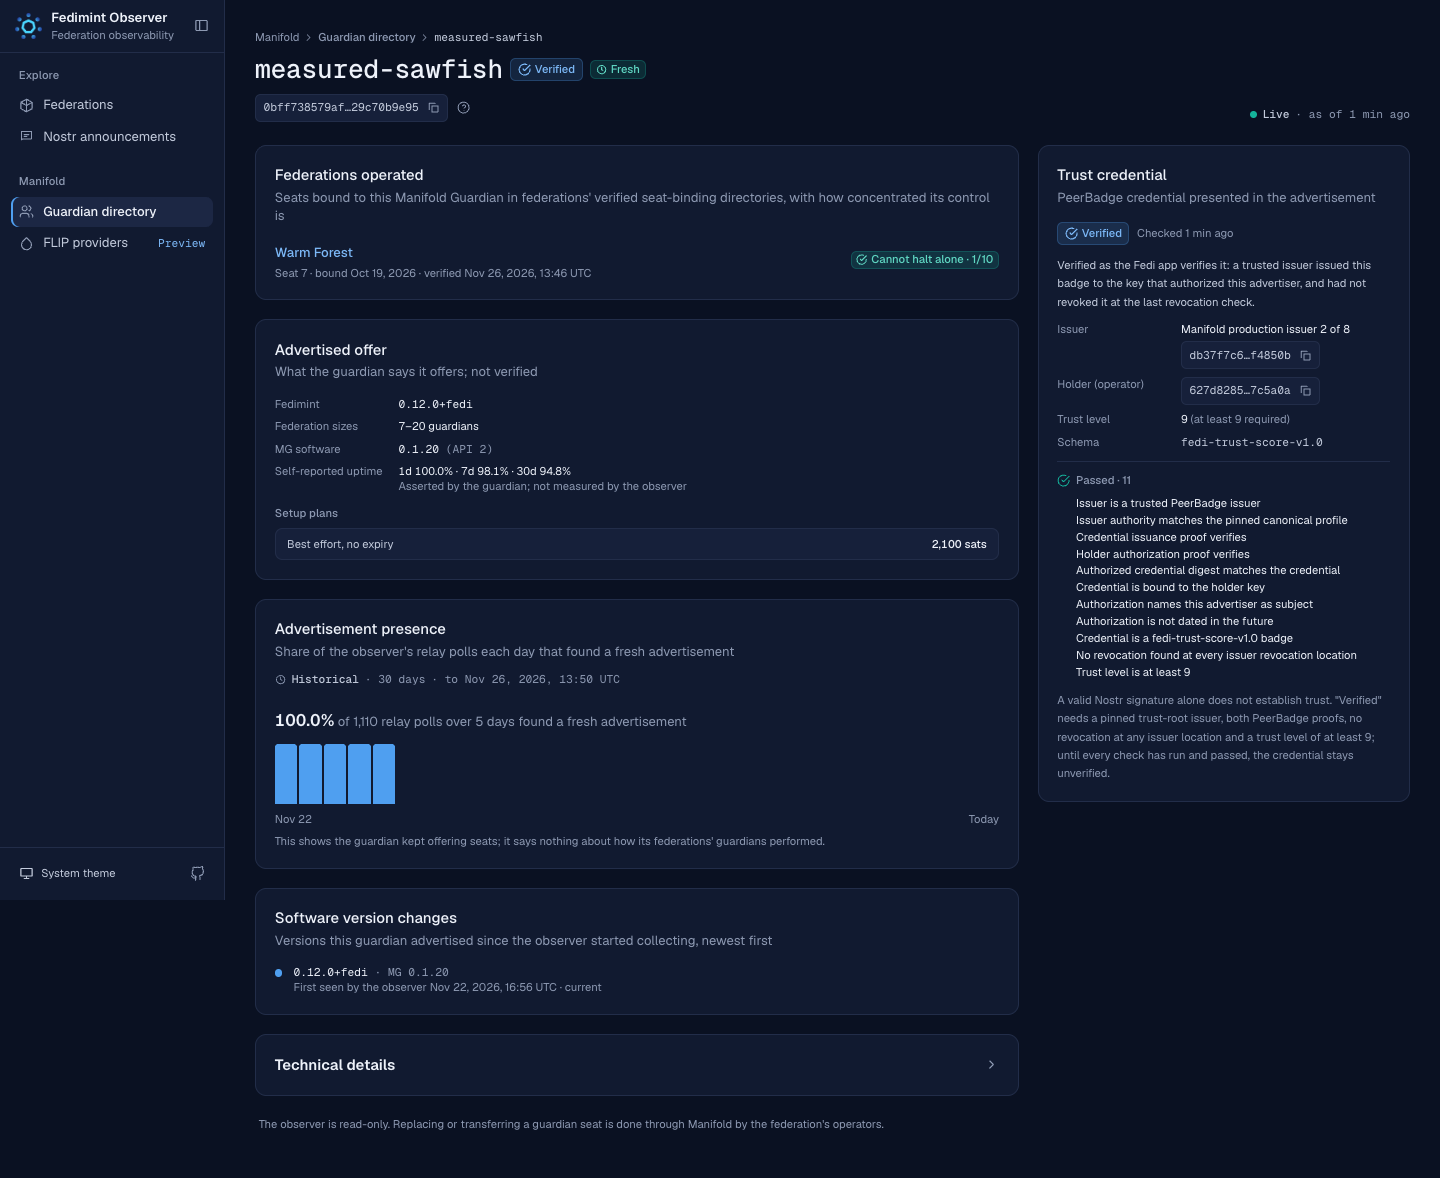 Fedimint Observer
Federation observability
Explore
Federations
Nostr announcements
Manifold
Guardian directory
FLIP providers Preview
System theme
Manifold > Guardian directory > measured-sawfish
measured-sawfish Verified Fresh
0bff738579af…29c70b9e95
Live · as of 1 min ago
Federations operated
Seats bound to this Manifold Guardian in federations' verified seat-binding directories, with how concentrated its control
is
Warm Forest
Seat 7 · bound Oct 19, 2026 · verified Nov 26, 2026, 13:46 UTC
Cannot halt alone · 1/10
Advertised offer
What the guardian says it offers; not verified
Fedimint 0.12.0+fedi
Federation sizes 7–20 guardians
MG software 0.1.20 (API 2)
Self-reported uptime 1d 100.0% · 7d 98.1% · 30d 94.8%
Asserted by the guardian; not measured by the observer
Setup plans
Best effort, no expiry 2,100 sats
Advertisement presence
Share of the observer's relay polls each day that found a fresh advertisement
Historical · 30 days · to Nov 26, 2026, 13:50 UTC
100.0% of 1,110 relay polls over 5 days found a fresh advertisement
Nov 22 Today
This shows the guardian kept offering seats; it says nothing about how its federations' guardians performed.
Software version changes
Versions this guardian advertised since the observer started collecting, newest first
0.12.0+fedi · MG 0.1.20
First seen by the observer Nov 22, 2026, 16:56 UTC · current
Technical details
The observer is read-only. Replacing or transferring a guardian seat is done through Manifold by the federation's operators.
Trust credential
PeerBadge credential presented in the advertisement
Verified Checked 1 min ago
Verified as the Fedi app verifies it: a trusted issuer issued this
badge to the key that authorized this advertiser, and had not
revoked it at the last revocation check.
Issuer Manifold production issuer 2 of 8
db37f7c6…f4850b
Holder (operator) 627d8285…7c5a0a
Trust level 9 (at least 9 required)
Schema fedi-trust-score-v1.0
Passed · 11
Issuer is a trusted PeerBadge issuer
Issuer authority matches the pinned canonical profile
Credential issuance proof verifies
Holder authorization proof verifies
Authorized credential digest matches the credential
Credential is bound to the holder key
Authorization names this advertiser as subject
Authorization is not dated in the future
Credential is a fedi-trust-score-v1.0 badge
No revocation found at every issuer revocation location
Trust level is at least 9
A valid Nostr signature alone does not establish trust. "Verified"
needs a pinned trust-root issuer, both PeerBadge proofs, no
revocation at any issuer location and a trust level of at least 9;
until every check has run and passed, the credential stays
unverified.